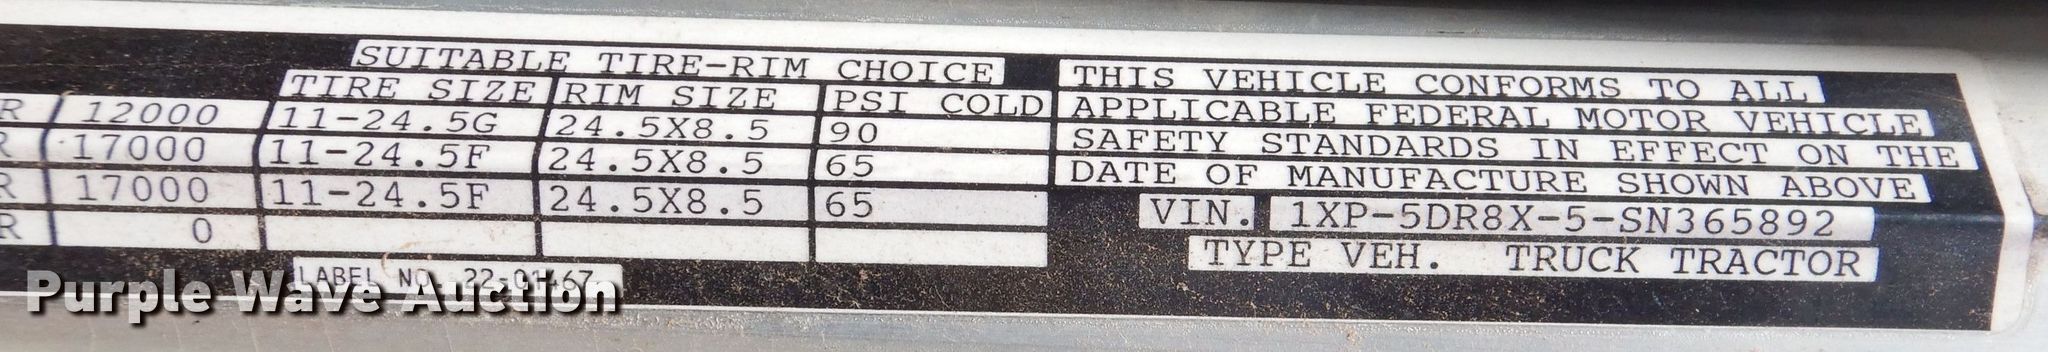 SUITABLE TIRE-RIM CHOICE
TIRE SIZE RIM SIZE PSI COLD
R 12000 11-24.5G 24.5X8.5 90
R 17000 11-24.5F 24.5X8.5 65
R 17000 11-24.5F 24.5X8.5 65
R 0
LABEL NO. 22-01467
THIS VEHICLE CONFORMS TO ALL
APPLICABLE FEDERAL MOTOR VEHICLE
SAFETY STANDARDS IN EFFECT ON THE
DATE OF MANUFACTURE SHOWN ABOVE
VIN. 1XP-5DR8X-5-SN365892
TYPE VEH. TRUCK TRACTOR
Purple Wave Auction